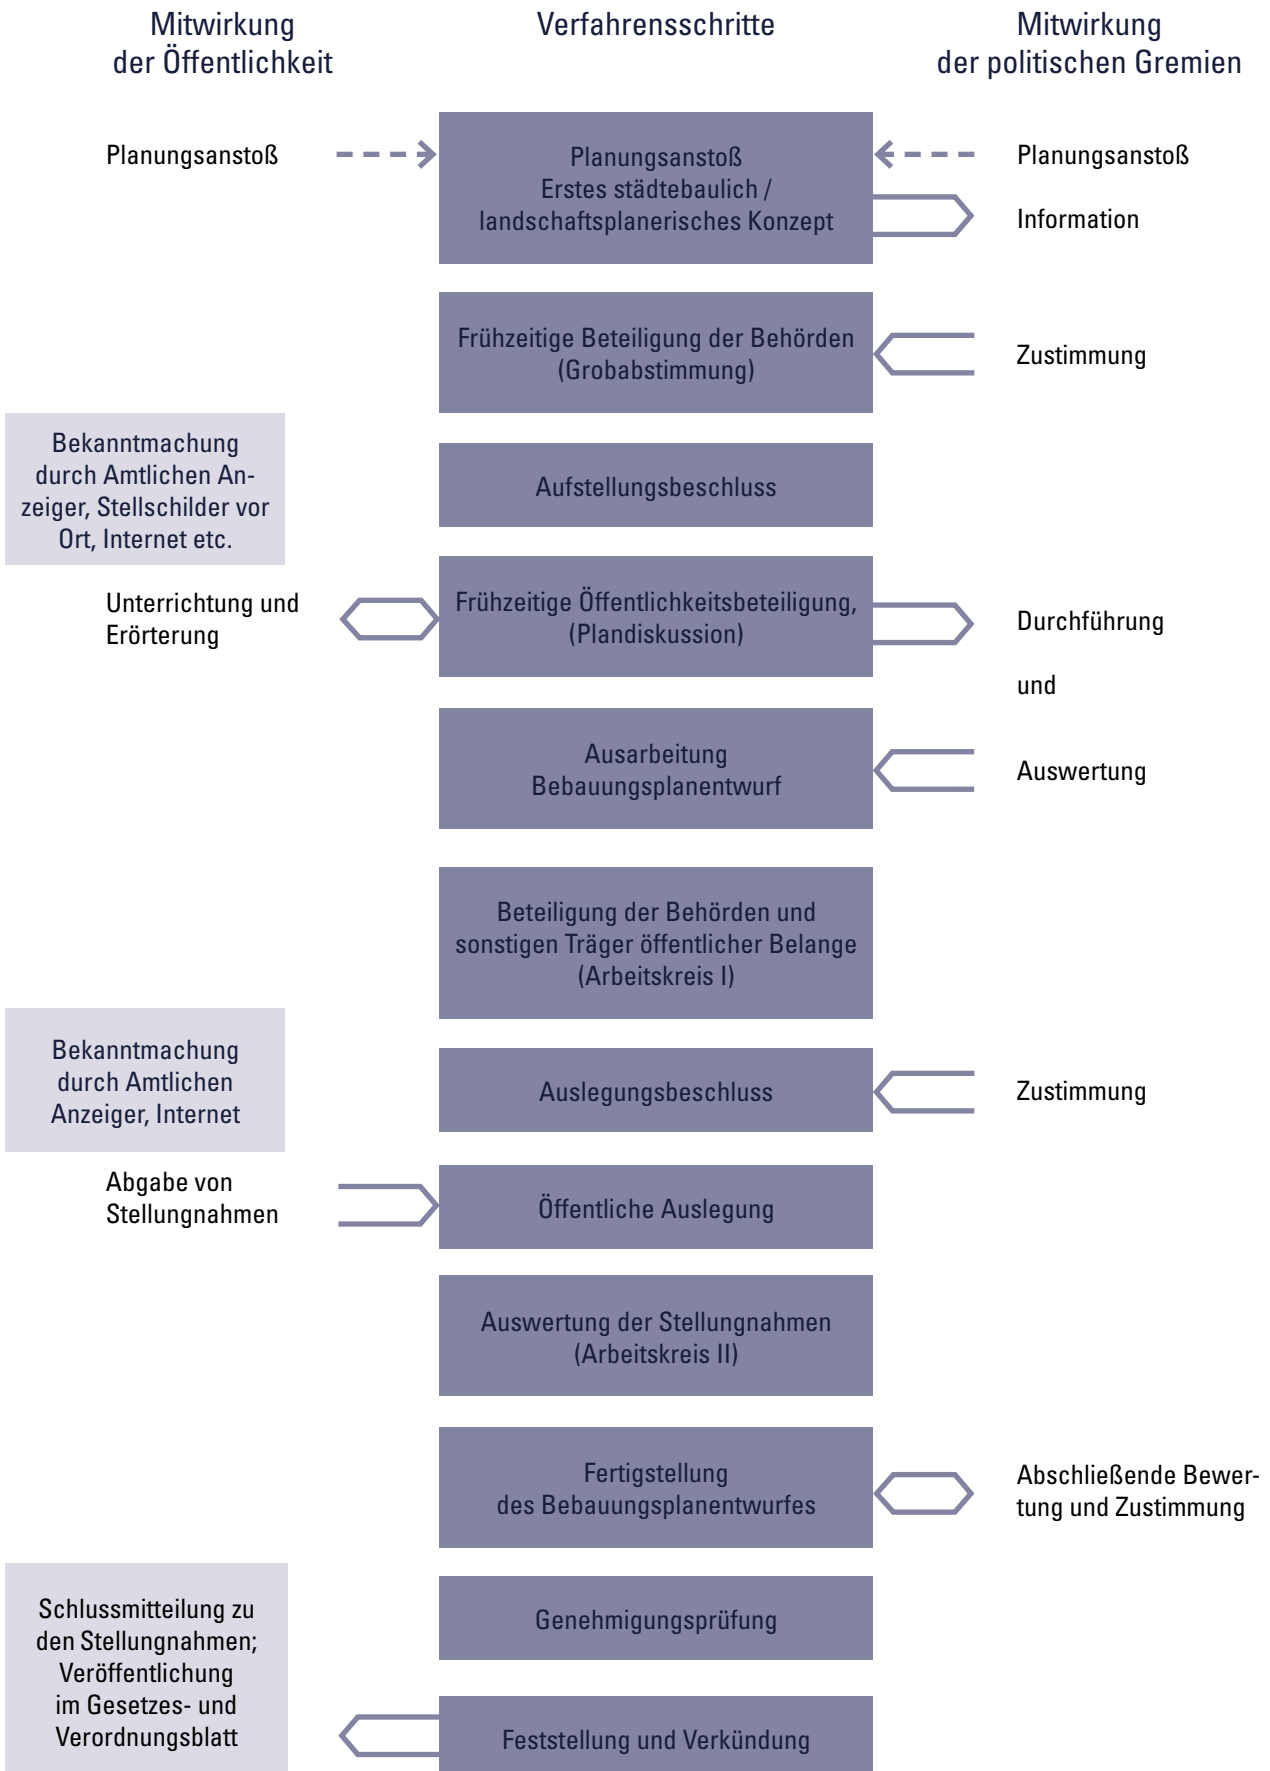 Mitwirkung
der Öffentlichkeit
Verfahrensschritte
Mitwirkung
der politischen Gremien
Planungsanstoß
Planungsanstoß
Erstes städtebaulich /
landschaftsplanerisches Konzept
Planungsanstoß
Information
Frühzeitige Beteiligung der Behörden
(Grobabstimmung)
Zustimmung
Bekanntmachung
durch Amtlichen An-
zeiger, Stellschilder vor
Ort, Internet etc.
Aufstellungsbeschluss
Unterrichtung und
Erörterung
Frühzeitige Öffentlichkeitsbeteiligung,
(Plandiskussion)
Durchführung
und
Ausarbeitung
Bebauungsplanentwurf
Auswertung
Beteiligung der Behörden und
sonstigen Träger öffentlicher Belange
(Arbeitskreis I)
Bekanntmachung
durch Amtlichen
Anzeiger, Internet
Auslegungsbeschluss
Zustimmung
Abgabe von
Stellungnahmen
Öffentliche Auslegung
Auswertung der Stellungnahmen
(Arbeitskreis II)
Fertigstellung
des Bebauungsplanentwurfes
Abschließende Bewer-
tung und Zustimmung
Genehmigungsprüfung
Schlussmitteilung zu
den Stellungnahmen;
Veröffentlichung
im Gesetzes- und
Verordnungsblatt
Feststellung und Verkündung